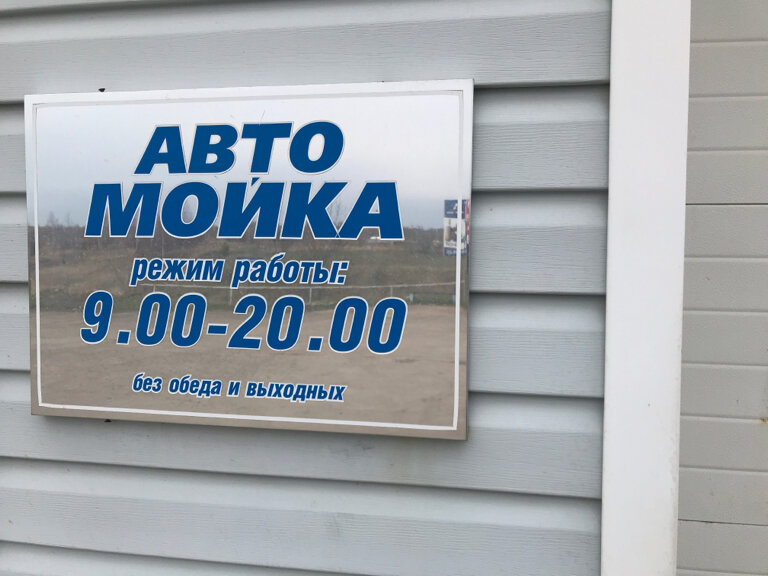 АВТО
МОЙКА
режим работы:
9.00-20.00
без обеда и выходных